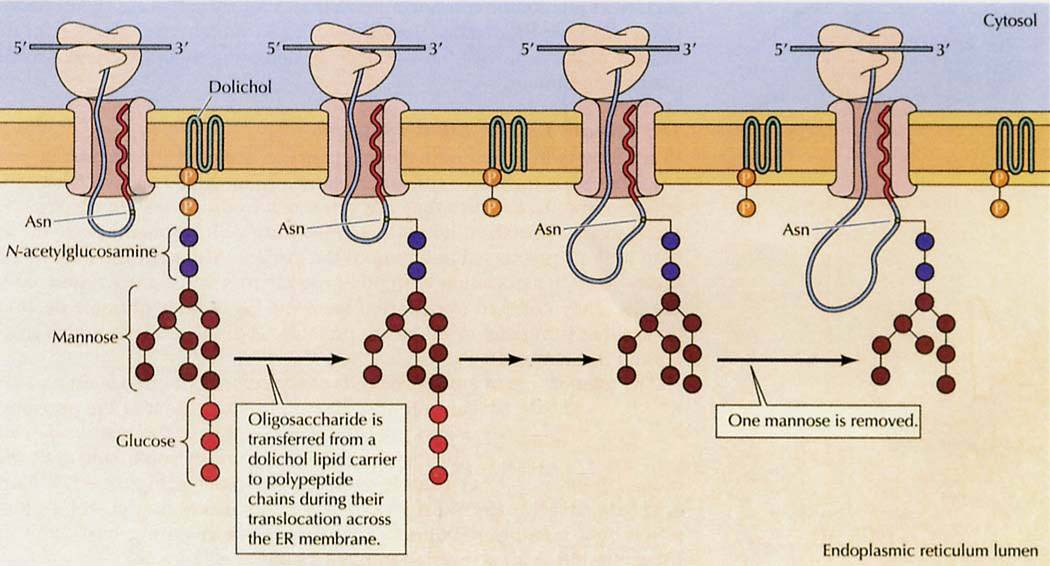 Cytosol
5′ 3′ 5′ 3′ 5′ 3′ 5′ 3′
Dolichol
P P P P
P P P P
Asn Asn Asn Asn
N-acetylglucosamine
Mannose
Glucose
Oligosaccharide is
transferred from a
dolichol lipid carrier
to polypeptide
chains during their
translocation across
the ER membrane.
One mannose is removed.
Endoplasmic reticulum lumen